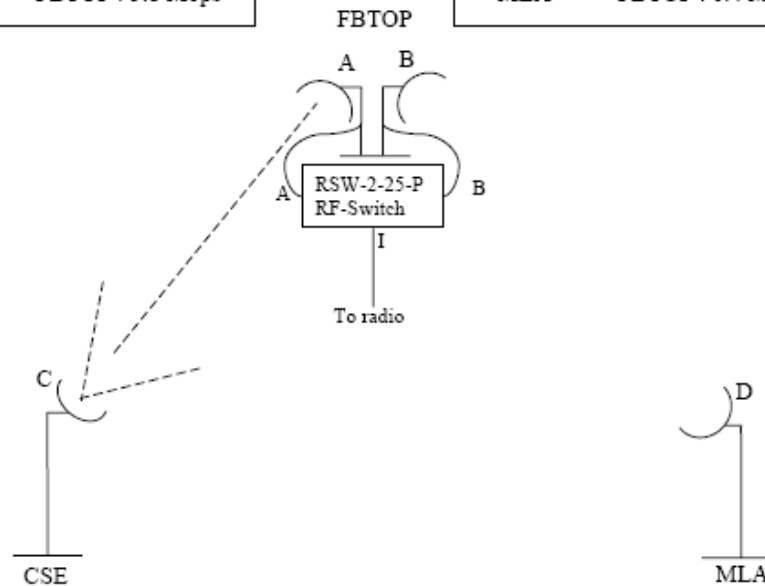 FBTOP
A B
A RSW-2-25-P B
RF-Switch
I
To radio
C D
CSE MLA